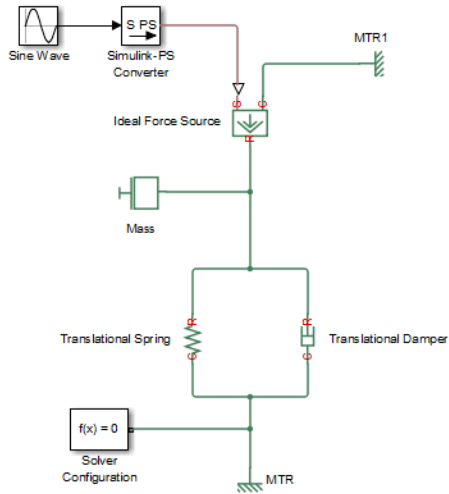 S PS
Sine Wave
Simulink-PS
Converter
MTR1
S
C
Ideal Force Source
R
Mass
R
R
Translational Spring
Translational Damper
C
C
f(x) = 0
Solver
Configuration
MTR